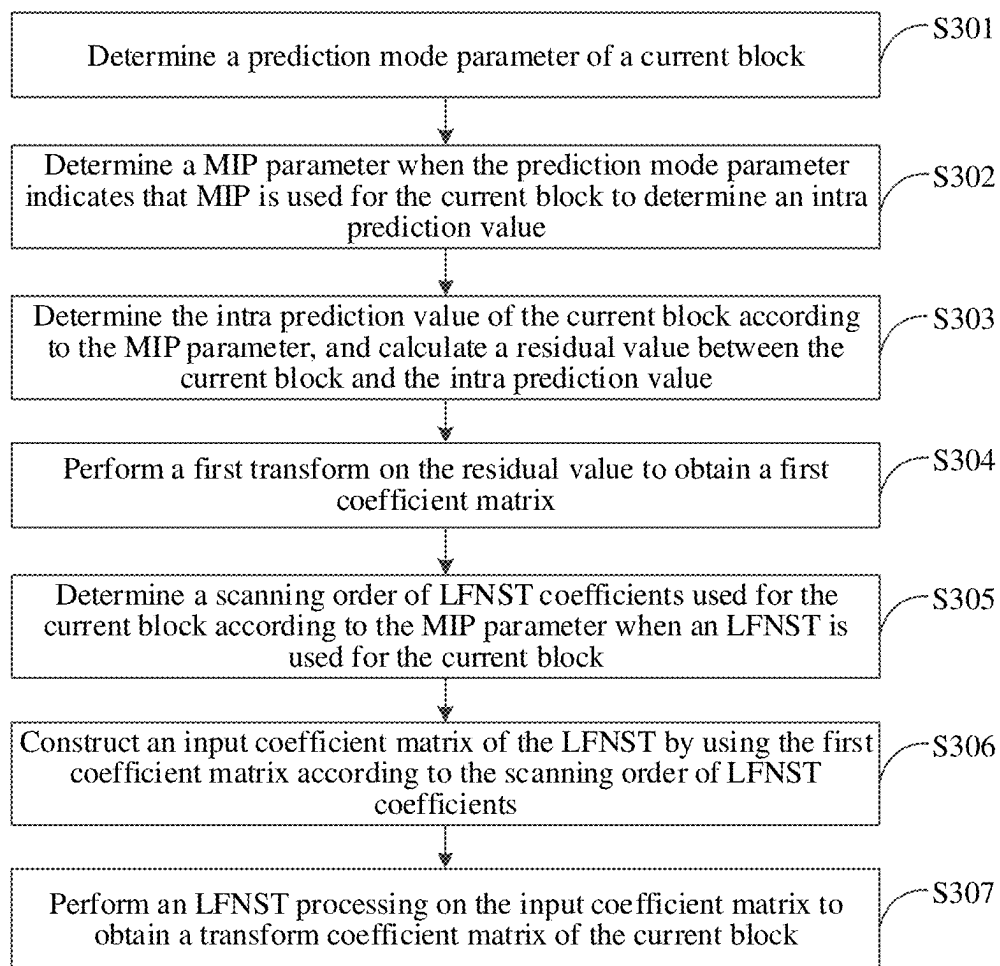 Determine a prediction mode parameter of a current block
S301
Determine a MIP parameter when the prediction mode parameter
indicates that MIP is used for the current block to determine an intra
prediction value
S302
Determine the intra prediction value of the current block according
to the MIP parameter, and calculate a residual value between the
current block and the intra prediction value
S303
Perform a first transform on the residual value to obtain a first
coefficient matrix
S304
Determine a scanning order of LFNST coefficients used for the
current block according to the MIP parameter when an LFNST is
used for the current block
S305
Construct an input coefficient matrix of the LFNST by using the first
coefficient matrix according to the scanning order of LFNST
coefficients
S306
Perform an LFNST processing on the input coefficient matrix to
obtain a transform coefficient matrix of the current block
S307